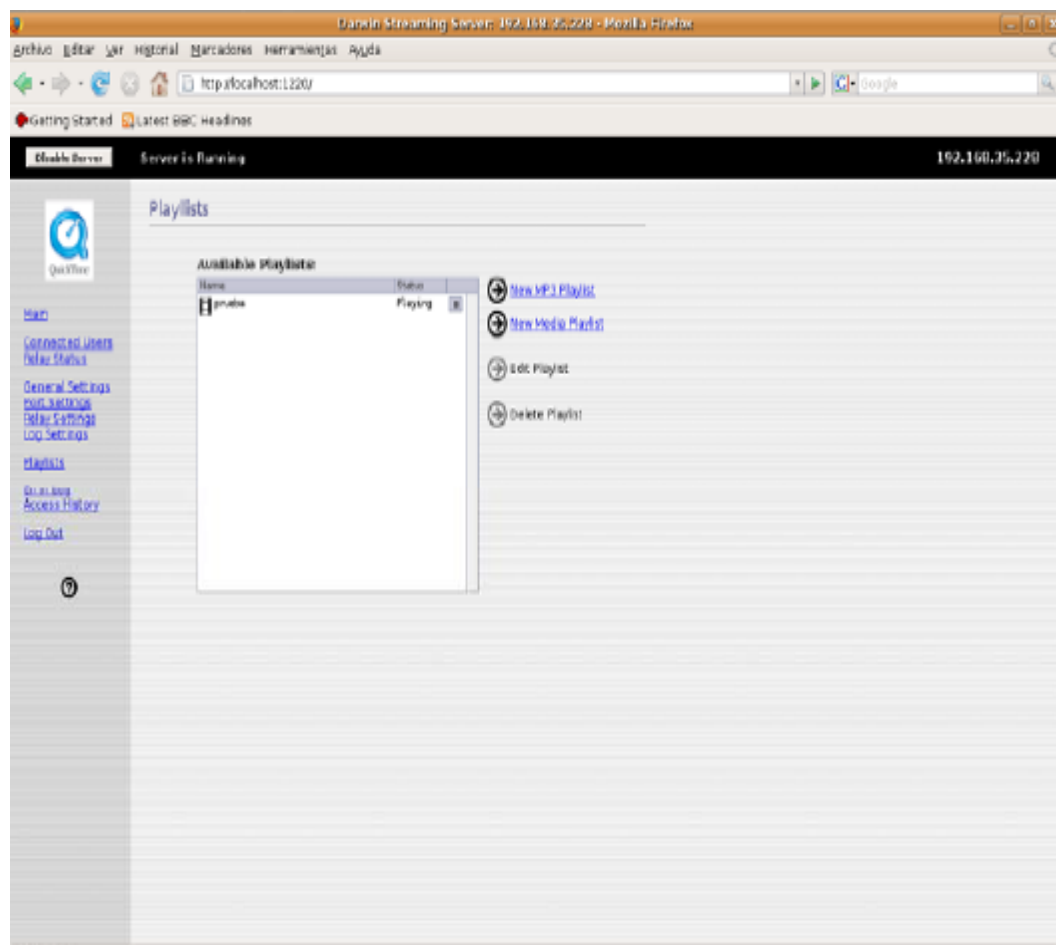 Darwin Streaming Server: 192.168.35.228 - Mozilla Firefox
Archivo Editar Ver Historial Marcadores Herramientas Ayuda
http://localhost:1220/
Google
Getting Started Latest BBC Headlines
Disable Server Server is Running 192.168.35.228
QuickTime
Main
Connected Users
Relay Status
General Settings
Port Settings
Relay Settings
Log Settings
Playlists
Access History
Log Out
Playlists
Available Playlists:
Name Status
prueba Playing
New MP3 Playlist
New Media Playlist
Edit Playlist
Delete Playlist